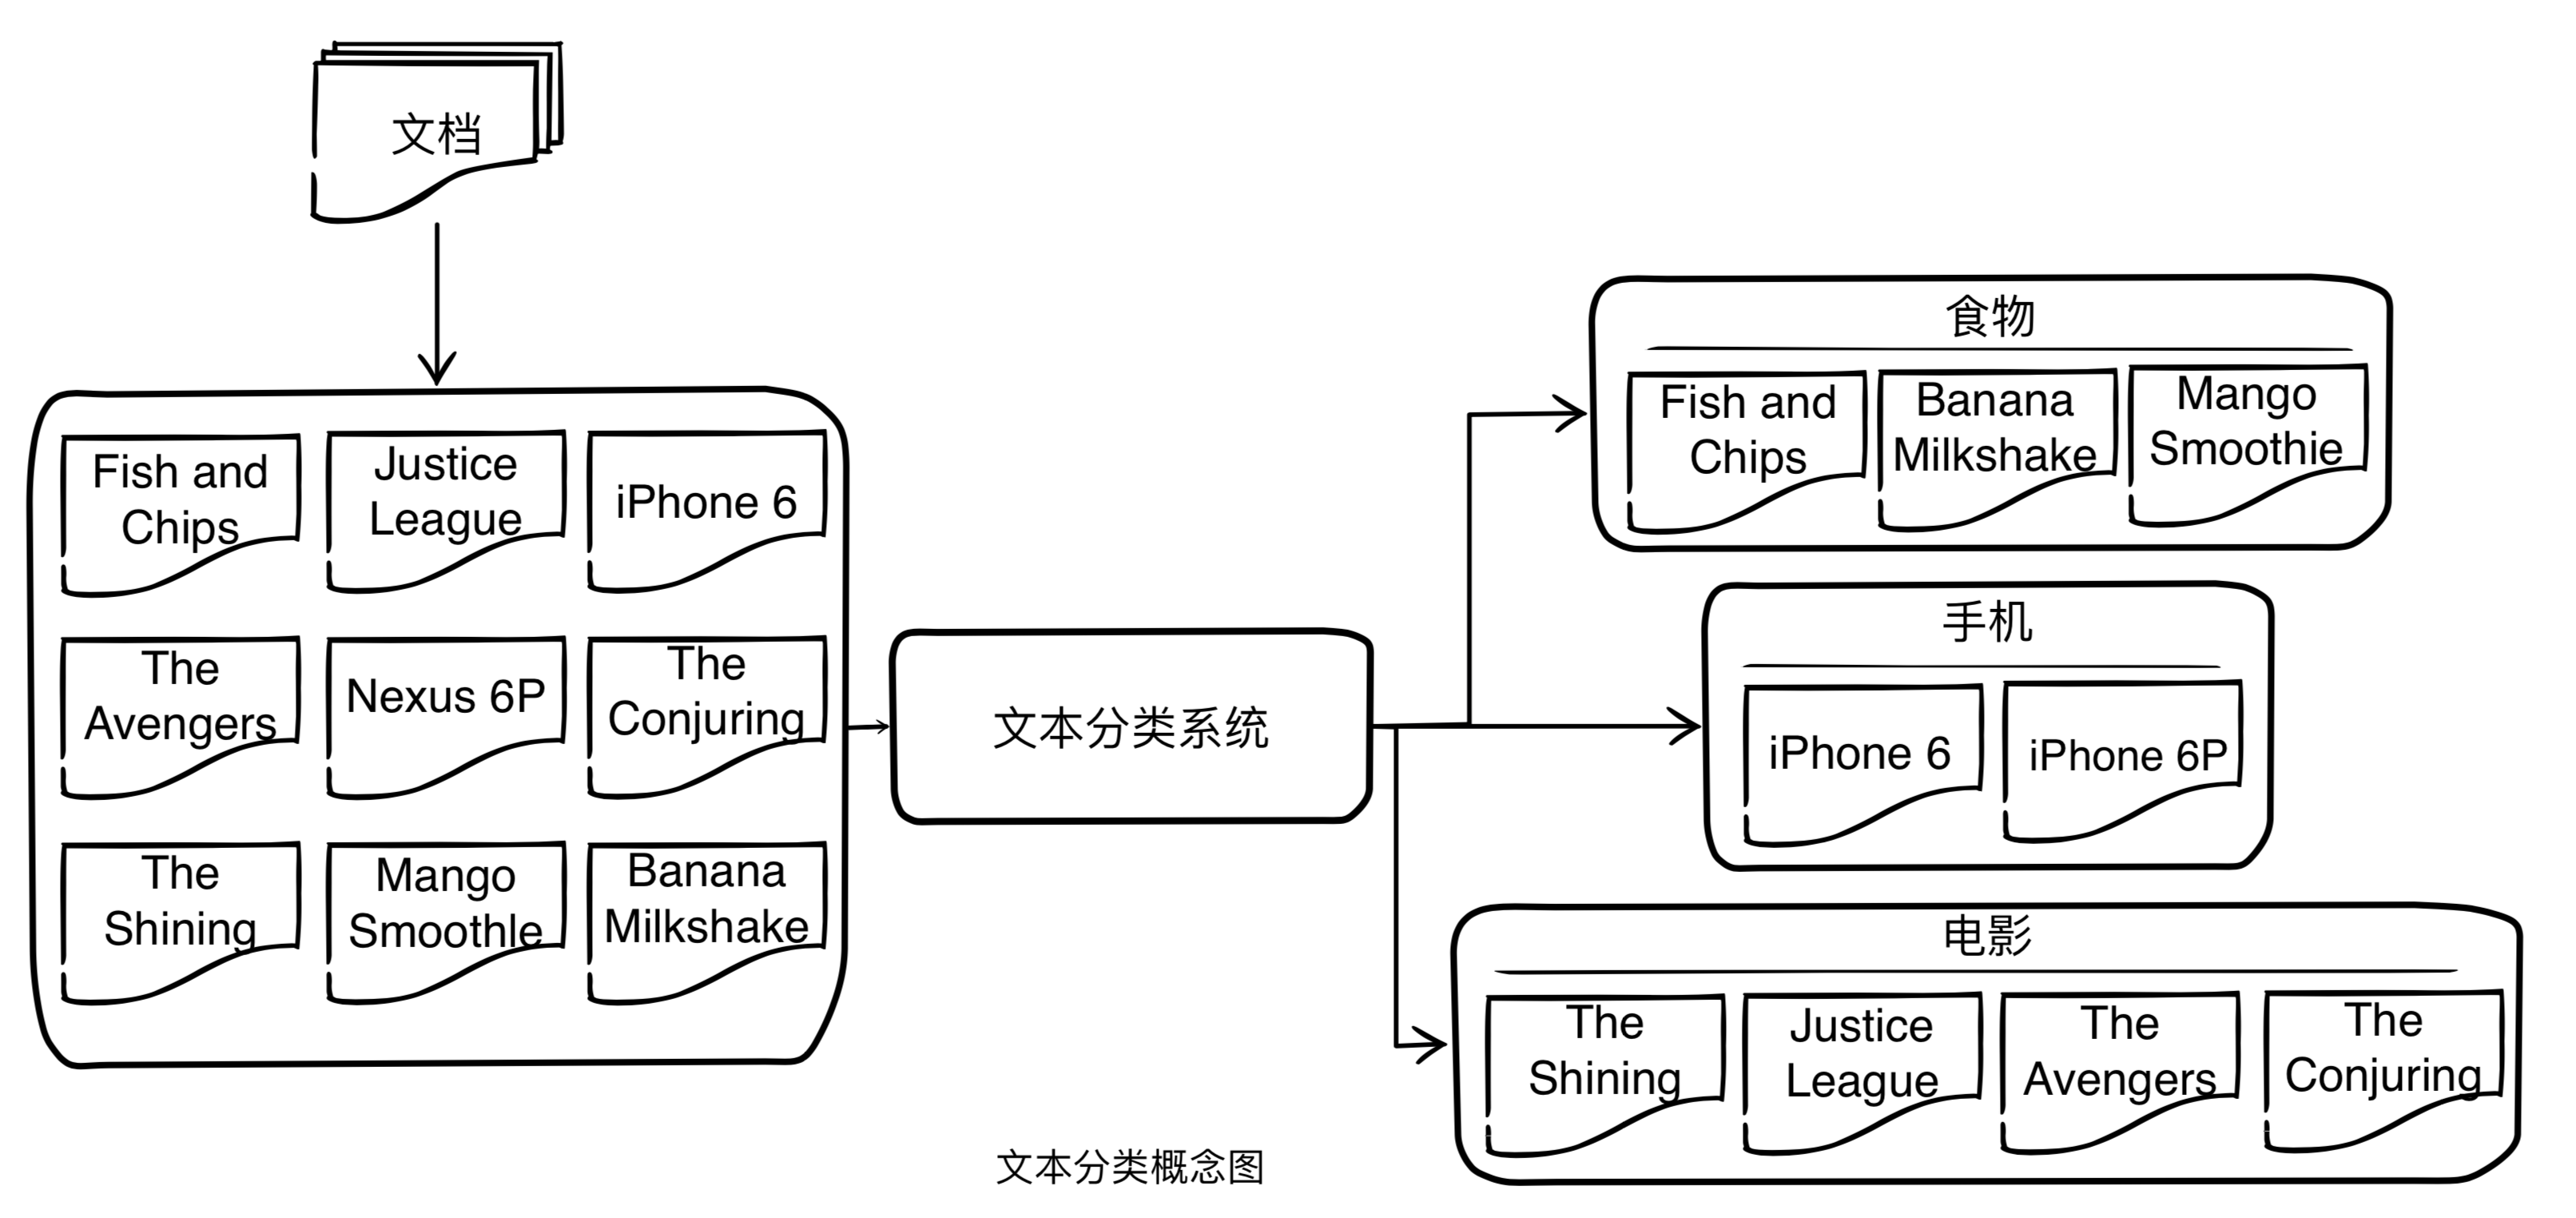 文档
Fish and
Chips
Justice
League
iPhone 6
The
Avengers
Nexus 6P
The
Conjuring
The
Shining
Mango
Smoothle
Banana
Milkshake
文本分类系统
食物
Fish and
Chips
Banana
Milkshake
Mango
Smoothie
手机
iPhone 6
iPhone 6P
电影
The
Shining
Justice
League
The
Avengers
The
Conjuring
文本分类概念图